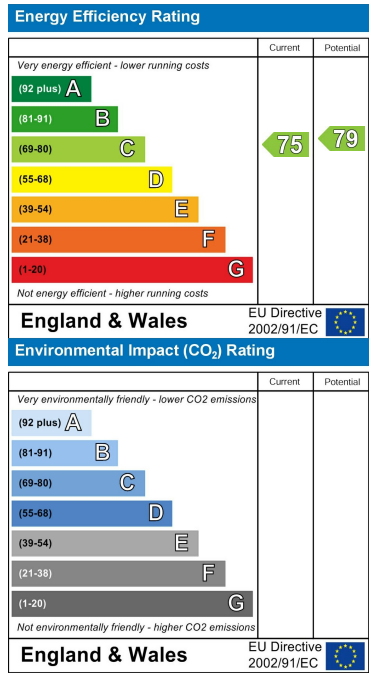 Energy Efficiency Rating
Current Potential
Very energy efficient - lower running costs
(92 plus) A
(81-91) B
(69-80) C
75 79
(55-68) D
(39-54) E
(21-38) F
(1-20) G
Not energy efficient - higher running costs
England & Wales
EU Directive
2002/91/EC
Environmental Impact (CO₂) Rating
Current Potential
Very environmentally friendly - lower CO2 emissions
(92 plus) A
(81-91) B
(69-80) C
(55-68) D
(39-54) E
(21-38) F
(1-20) G
Not environmentally friendly - higher CO2 emissions
England & Wales
EU Directive
2002/91/EC